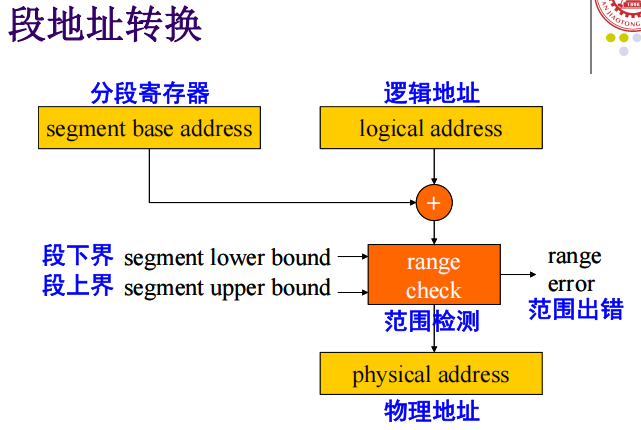 段地址转换
分段寄存器
逻辑地址
segment base address
logical address
+
段下界 segment lower bound
段上界 segment upper bound
range
check
range
error
范围检测
范围出错
physical address
物理地址